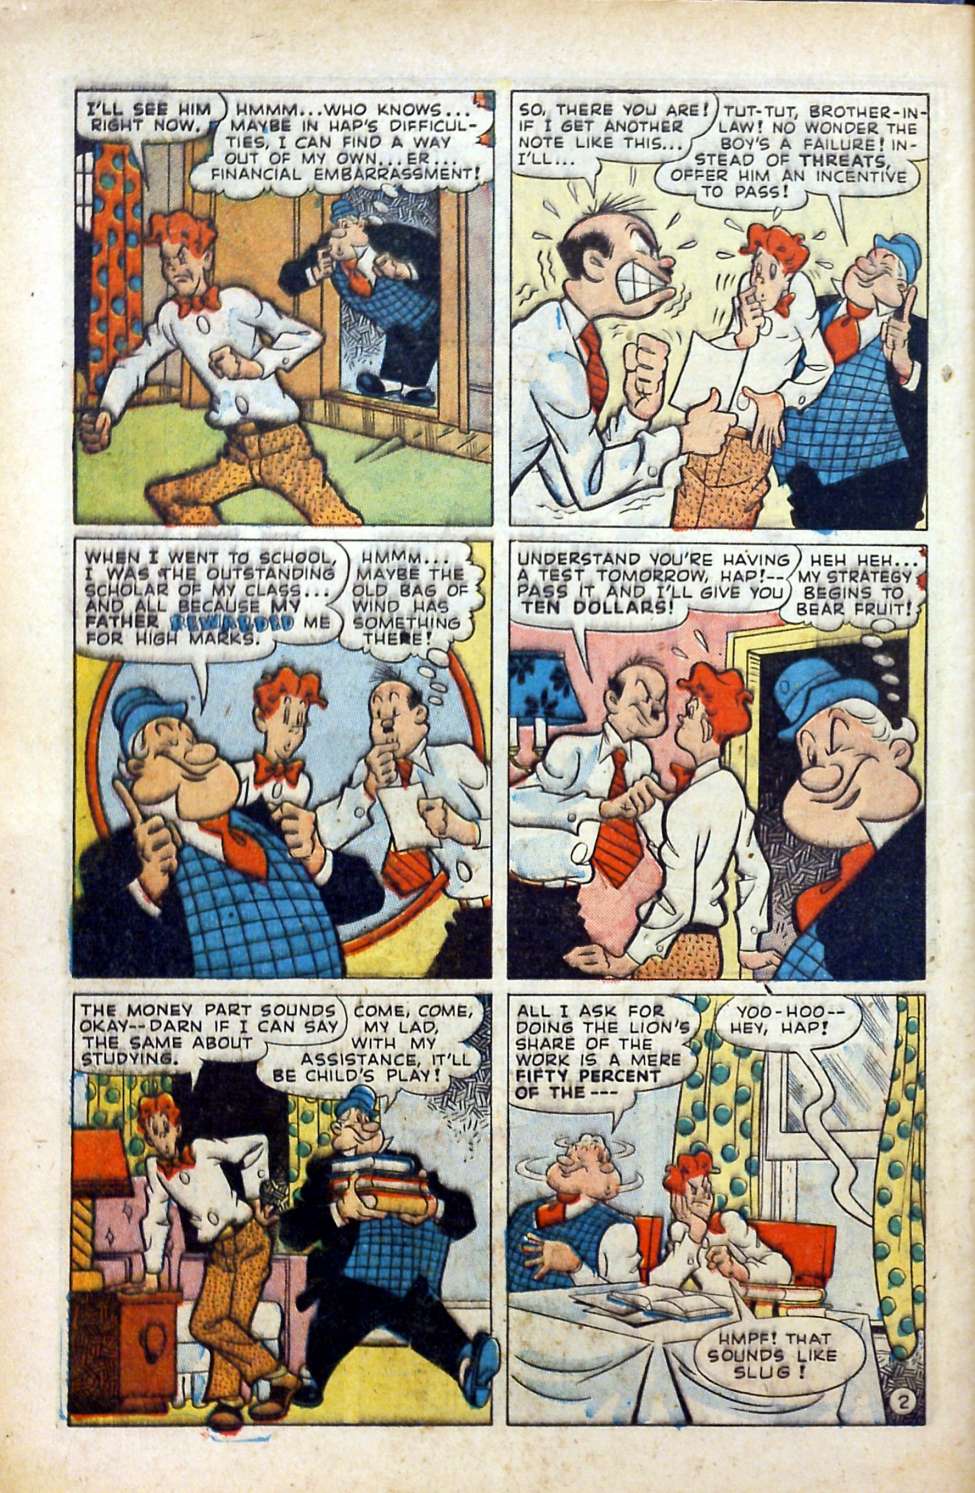 I'LL SEE HIM
RIGHT NOW.
HMMM...WHO KNOWS...
MAYBE IN HAP'S DIFFICUL-
TIES, I CAN FIND A WAY
OUT OF MY OWN...ER...
FINANCIAL EMBARRASSMENT!
SO, THERE YOU ARE!
IF I GET ANOTHER
NOTE LIKE THIS...
I'LL...
TUT-TUT, BROTHER-IN-
LAW! NO WONDER THE
BOY'S A FAILURE! IN-
STEAD OF THREATS,
OFFER HIM AN INCENTIVE
TO PASS!
WHEN I WENT TO SCHOOL,
I WAS THE OUTSTANDING
SCHOLAR OF MY CLASS...
AND ALL BECAUSE MY
FATHER REWARDED ME
FOR HIGH MARKS.
HMMM...
MAYBE THE
OLD BAG OF
WIND HAS
SOMETHING
THERE!
UNDERSTAND YOU'RE HAVING
A TEST TOMORROW, HAP!--
PASS IT AND I'LL GIVE YOU
TEN DOLLARS!
HEH HEH...
MY STRATEGY
BEGINS TO
BEAR FRUIT!
THE MONEY PART SOUNDS
OKAY--DARN IF I CAN SAY
THE SAME ABOUT
STUDYING.
COME, COME,
MY LAD,
WITH MY
ASSISTANCE, IT'LL
BE CHILD'S PLAY!
ALL I ASK FOR
DOING THE LION'S
SHARE OF THE
WORK IS A MERE
FIFTY PERCENT
OF THE ---
YOO-HOO--
HEY, HAP!
HMPF! THAT
SOUNDS LIKE
SLUG!
2